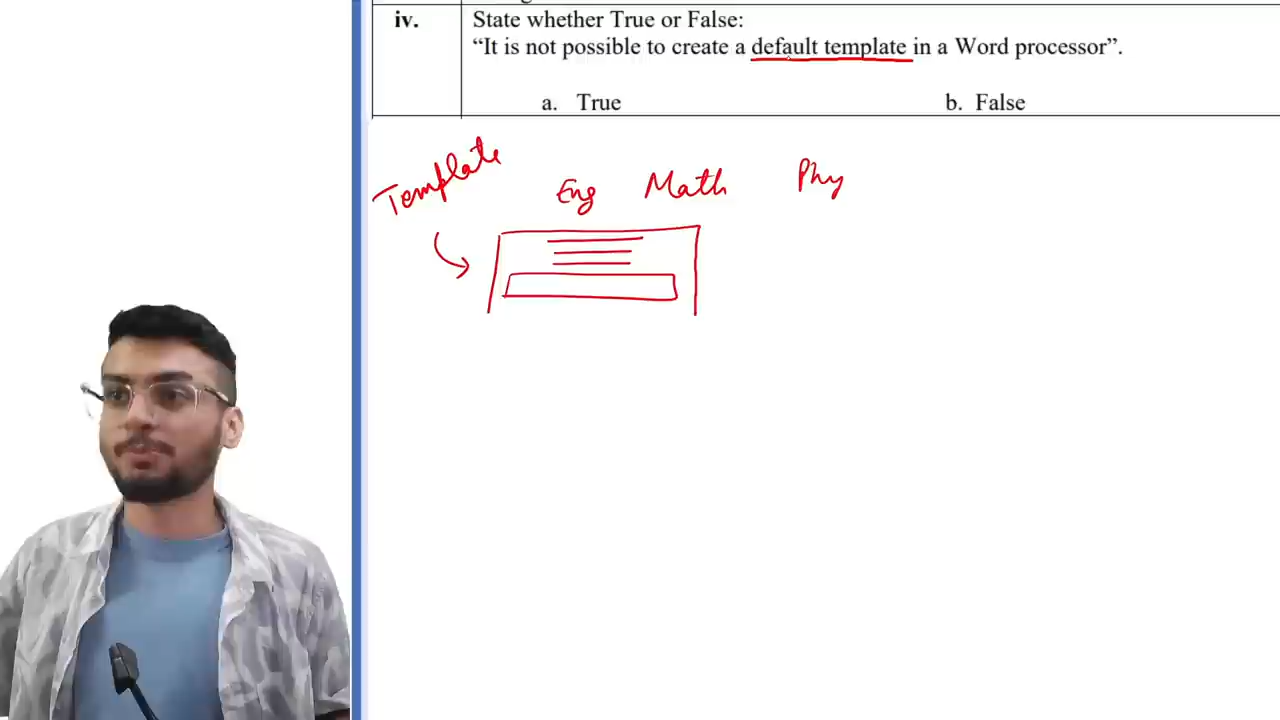 iv. State whether True or False:
“It is not possible to create a default template in a Word processor”.
a. True b. False
Template
Eng Math Phy